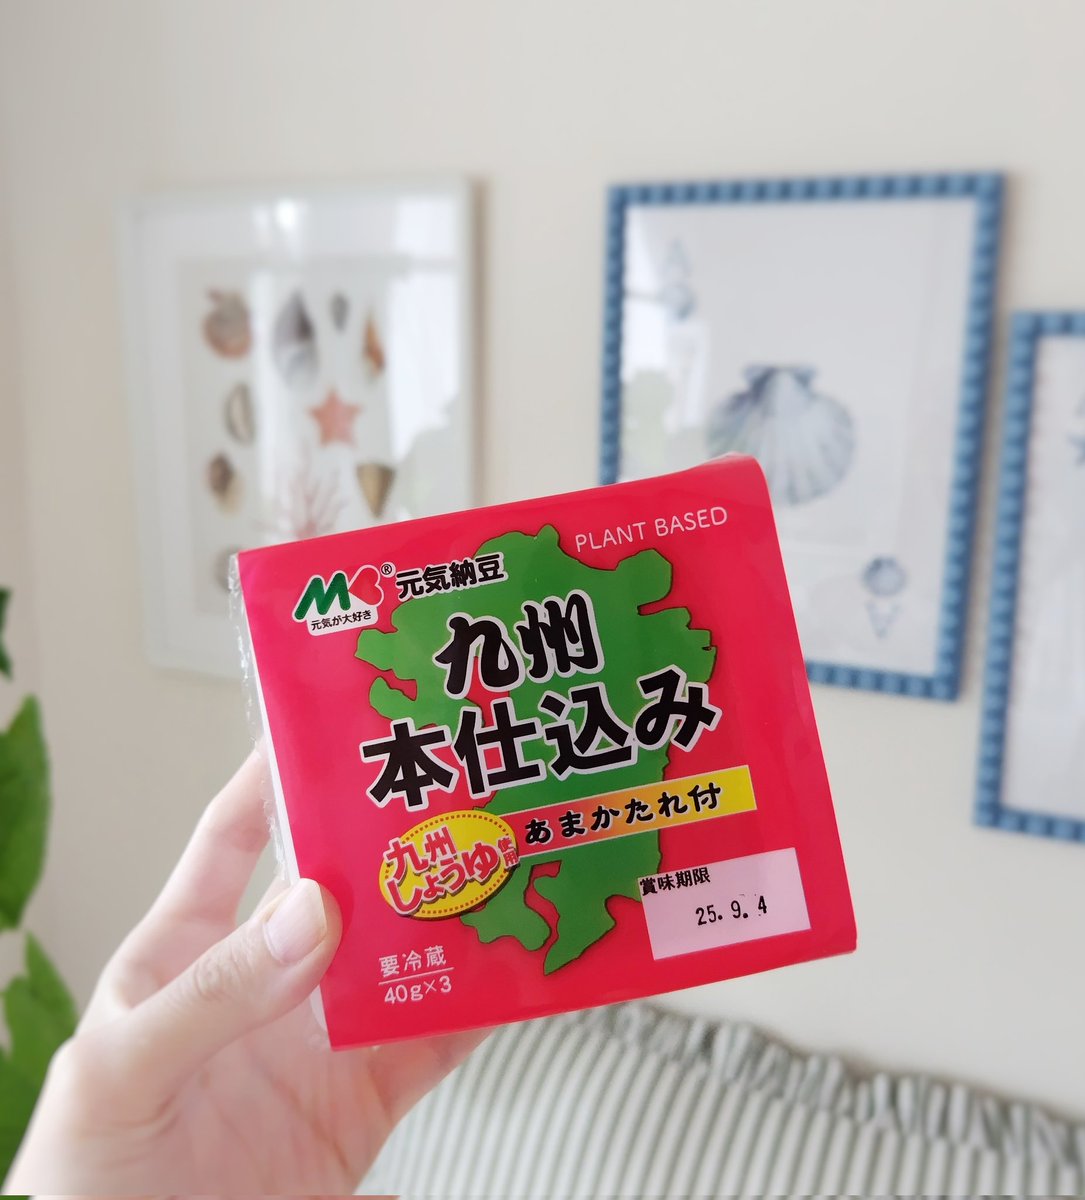 PLANT BASED
元気納豆
元気が大好き
九州
本仕込み
あまかたれ付
九州
しょうゆ
使用
賞味期限
25.9.4
要冷蔵
40g×3